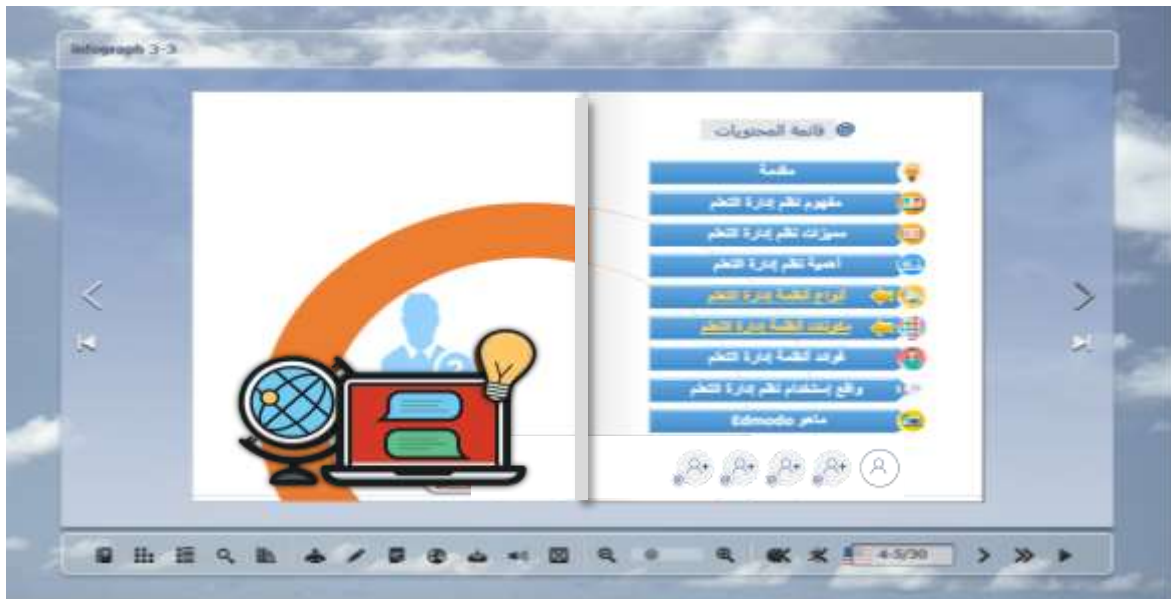 Infograph 3-3
قائمة المحتويات
مقدمة
مفهوم نظم إدارة التعلم
مميزات نظم إدارة التعلم
أهمية نظم إدارة التعلم
أنواع أنظمة إدارة التعلم
مكونات أنظمة إدارة التعلم
فوائد أنظمة إدارة التعلم
واقع إستخدام نظم إدارة التعلم
ماهو Edmodo
4-5/30